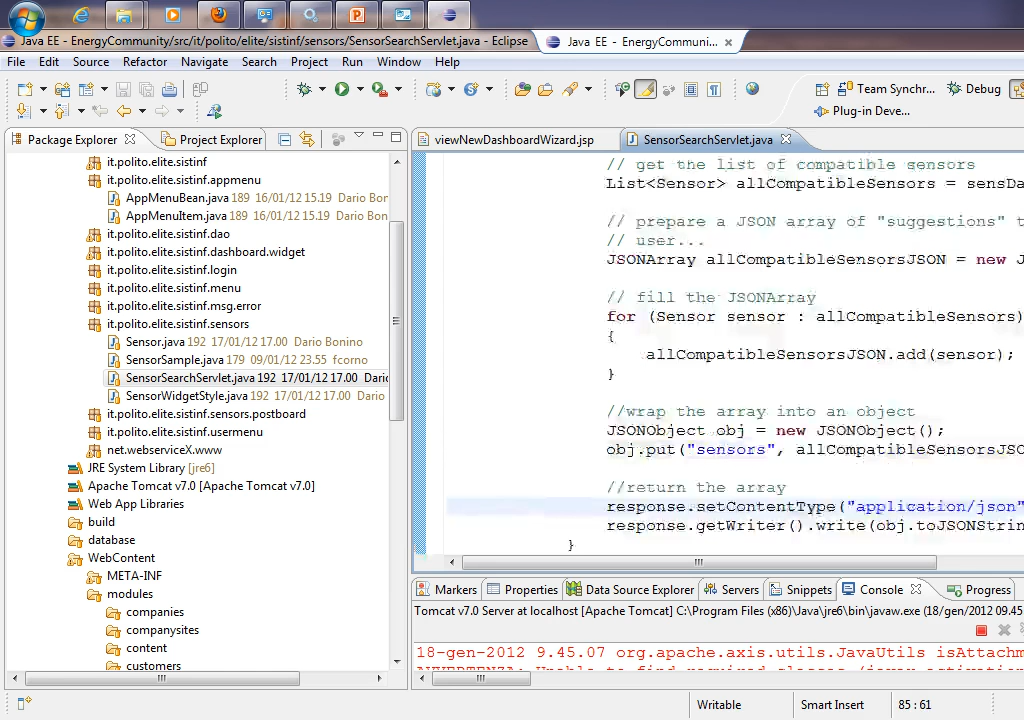 Java EE - EnergyCommunity/src/it/polito/elite/sistinf/sensors/SensorSearchServlet.java - Eclipse
Java EE - EnergyCommuni...
File Edit Source Refactor Navigate Search Project Run Window Help
Team Synchr... Debug
Plug-in Deve...
Package Explorer Project Explorer
viewNewDashboardWizard.jsp SensorSearchServlet.java
it.polito.elite.sistinf
it.polito.elite.sistinf.appmenu
AppMenuBean.java 189 16/01/12 15.19 Dario Bon
AppMenuItem.java 189 16/01/12 15.19 Dario Bon
it.polito.elite.sistinf.dao
it.polito.elite.sistinf.dashboard.widget
it.polito.elite.sistinf.login
it.polito.elite.sistinf.menu
it.polito.elite.sistinf.msg.error
it.polito.elite.sistinf.sensors
Sensor.java 192 17/01/12 17.00 Dario Bonino
SensorSample.java 179 09/01/12 23.55 fcorno
SensorSearchServlet.java 192 17/01/12 17.00 Dario
SensorWidgetStyle.java 192 17/01/12 17.00 Dario
it.polito.elite.sistinf.sensors.postboard
it.polito.elite.sistinf.usermenu
net.webserviceX.www
JRE System Library [jre6]
Apache Tomcat v7.0 [Apache Tomcat v7.0]
Web App Libraries
build
database
WebContent
META-INF
modules
companies
companysites
content
customers
// get the list of compatible sensors
List<Sensor> allCompatibleSensors = sensDa
// prepare a JSON array of "suggestions" t
// user...
JSONArray allCompatibleSensorsJSON = new J
// fill the JSONArray
for (Sensor sensor : allCompatibleSensors)
{
allCompatibleSensorsJSON.add(sensor);
}
//wrap the array into an object
JSONObject obj = new JSONObject();
obj.put("sensors", allCompatibleSensorsJSO
//return the array
response.setContentType("application/json"
response.getWriter().write(obj.toJSONStrin
}
Markers Properties Data Source Explorer Servers Snippets Console Progress
Tomcat v7.0 Server at localhost [Apache Tomcat] C:\Program Files (x86)\Java\jre6\bin\javaw.exe (18/gen/2012 09.45
18-gen-2012 9.45.07 org.apache.axis.utils.JavaUtils isAttachm
AVVERTENZA: Unable to find required classes (javax.activation
Writable Smart Insert 85 : 61